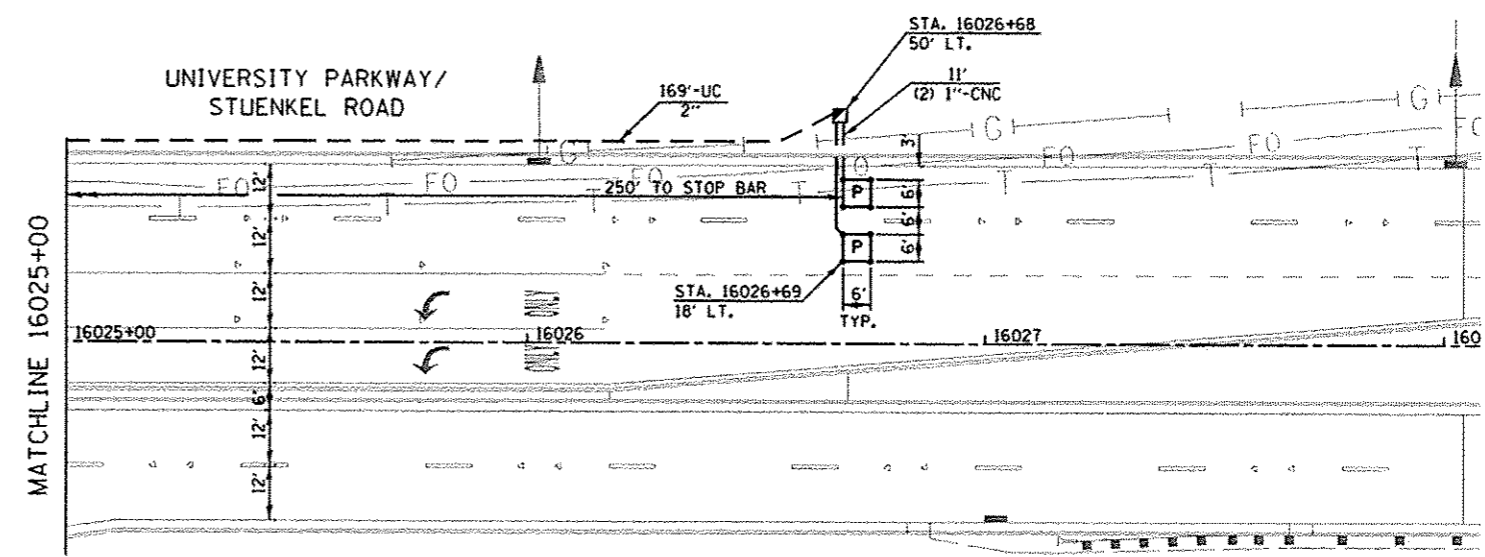 STA. 16026+68
50' LT.
UNIVERSITY PARKWAY/
STUENKEL ROAD
169'-UC
2"
11'
(2) 1"-CNC
G
G
G
3'
FO
FO
FO
FO
FO
FO
12'
250' TO STOP BAR
T
T
T
T
P
6'
6'
P
6'
12'
12'
STA. 16026+69
18' LT.
6'
TYP.
MATCHLINE 16025+00
16025+00
16026
16027
160
12'
6'
12'
12'